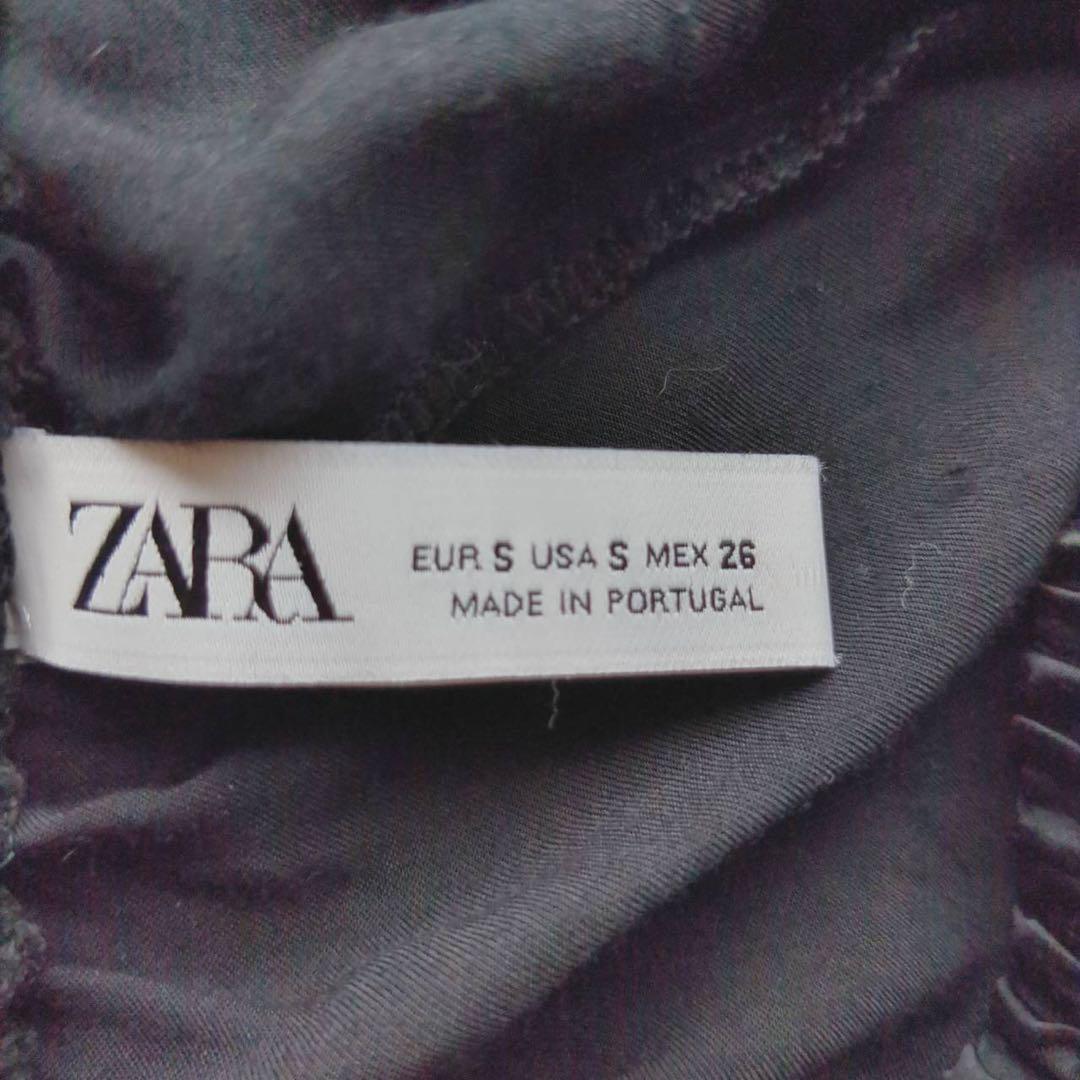 ZARA
EUR S USA S MEX 26
MADE IN PORTUGAL